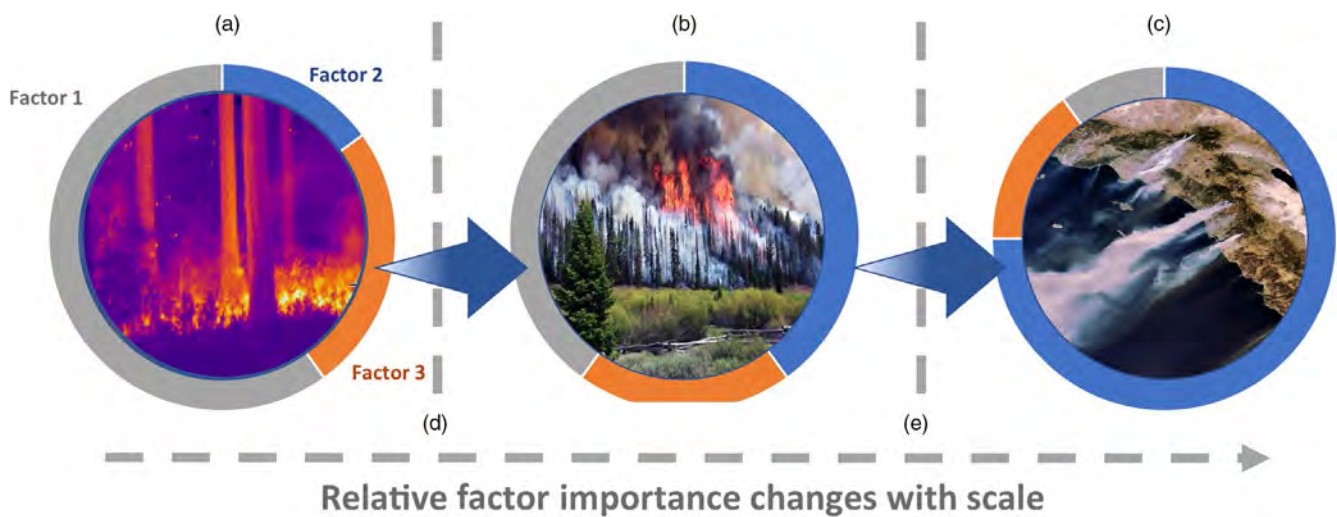 (a)
(b)
(c)
Factor 1
Factor 2
Factor 3
(d)
(e)
Relative factor importance changes with scale